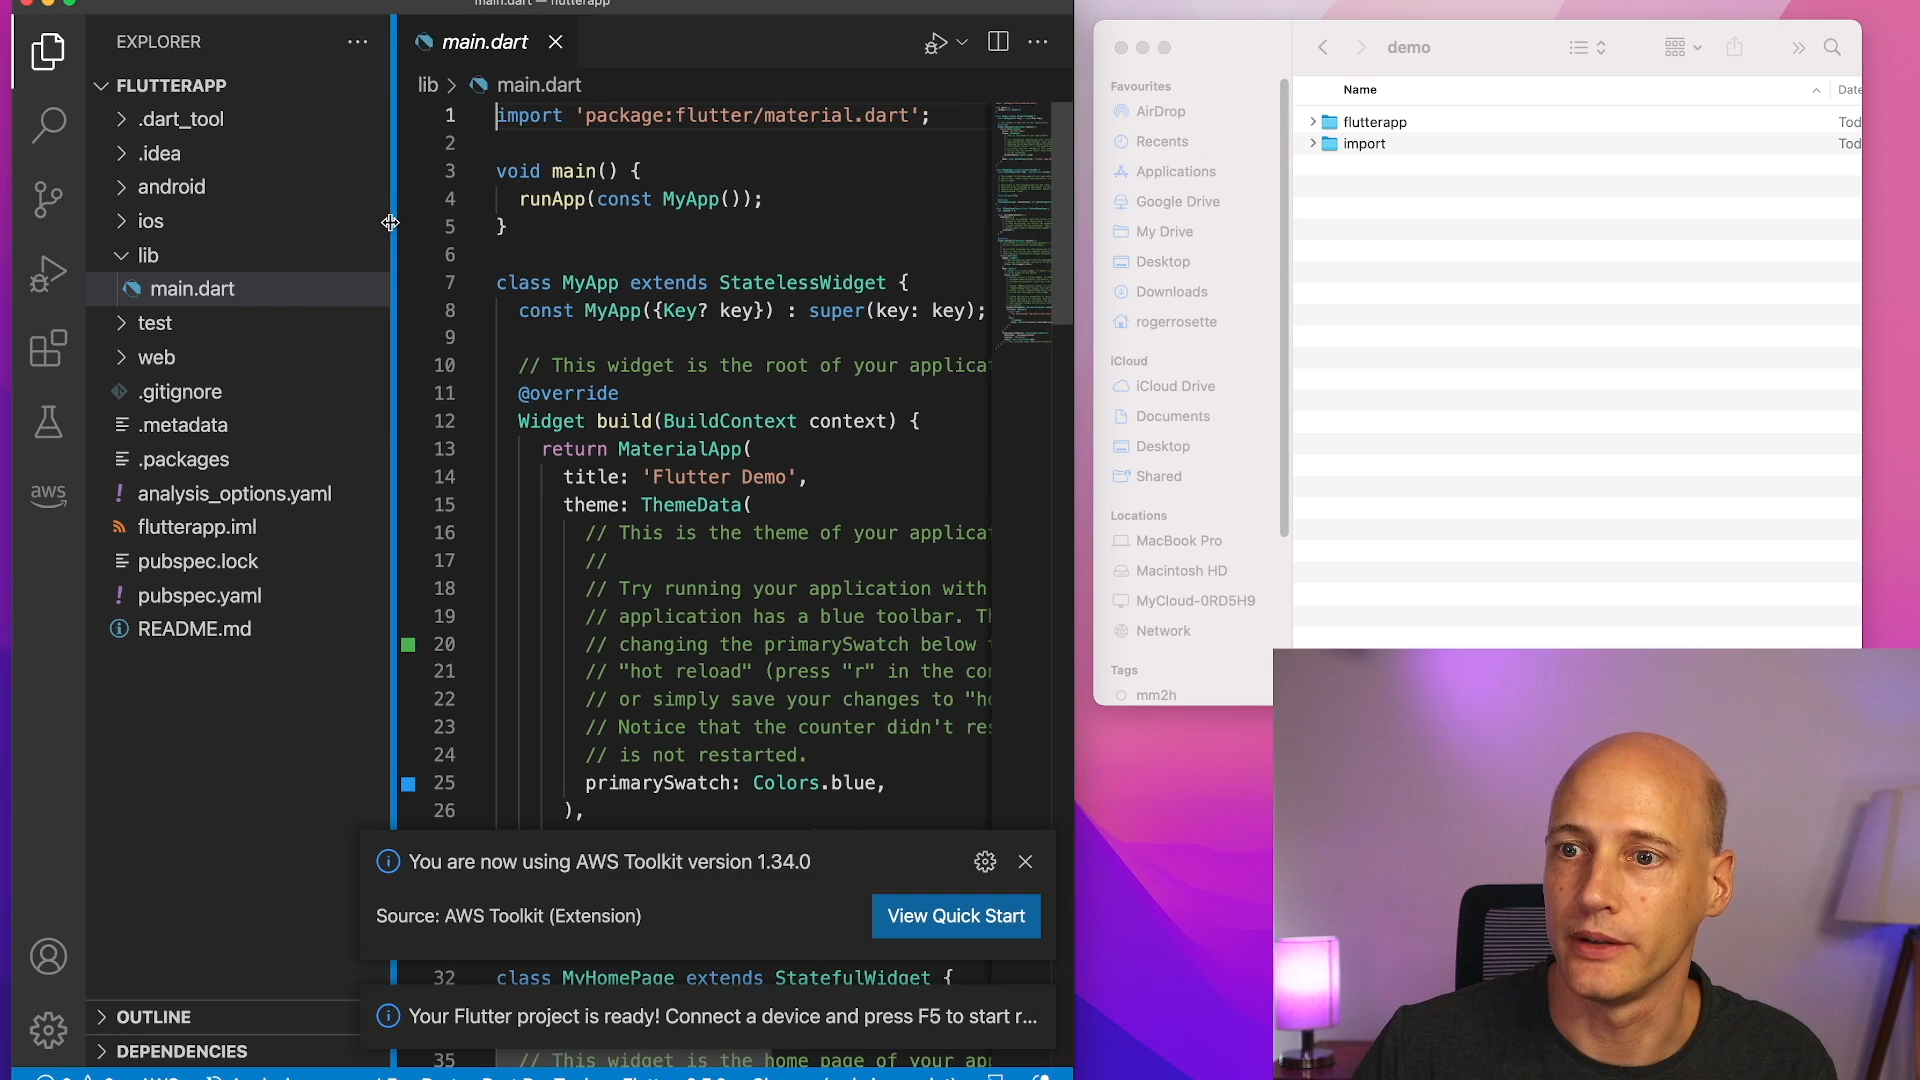 main.dart — flutterapp
EXPLORER
FLUTTERAPP
.dart_tool
.idea
android
ios
lib
main.dart
test
web
.gitignore
.metadata
.packages
analysis_options.yaml
flutterapp.iml
pubspec.lock
pubspec.yaml
README.md
aws
OUTLINE
DEPENDENCIES
main.dart
lib > main.dart
1 import 'package:flutter/material.dart';
2
3 void main() {
4 runApp(const MyApp());
5 }
6
7 class MyApp extends StatelessWidget {
8 const MyApp({Key? key}) : super(key: key);
9
10 // This widget is the root of your applica
11 @override
12 Widget build(BuildContext context) {
13 return MaterialApp(
14 title: 'Flutter Demo',
15 theme: ThemeData(
16 // This is the theme of your applica
17 //
18 // Try running your application with
19 // application has a blue toolbar.
20 // changing the primarySwatch below
21 // "hot reload" (press "r" in the co
22 // or simply save your changes to "h
23 // Notice that the counter didn't re
24 // is not restarted.
25 primarySwatch: Colors.blue,
26 ),
You are now using AWS Toolkit version 1.34.0
Source: AWS Toolkit (Extension)
View Quick Start
32 class MyHomePage extends StatefulWidget {
Your Flutter project is ready! Connect a device and press F5 to start r...
35 // This widget is the home page of your ap
demo
Favourites
AirDrop
Recents
Applications
Google Drive
My Drive
Desktop
Downloads
rogerrosette
iCloud
iCloud Drive
Documents
Desktop
Shared
Locations
MacBook Pro
Macintosh HD
MyCloud-0RD5H9
Network
Tags
mm2h
Name Date
flutterapp Tod
import Tod